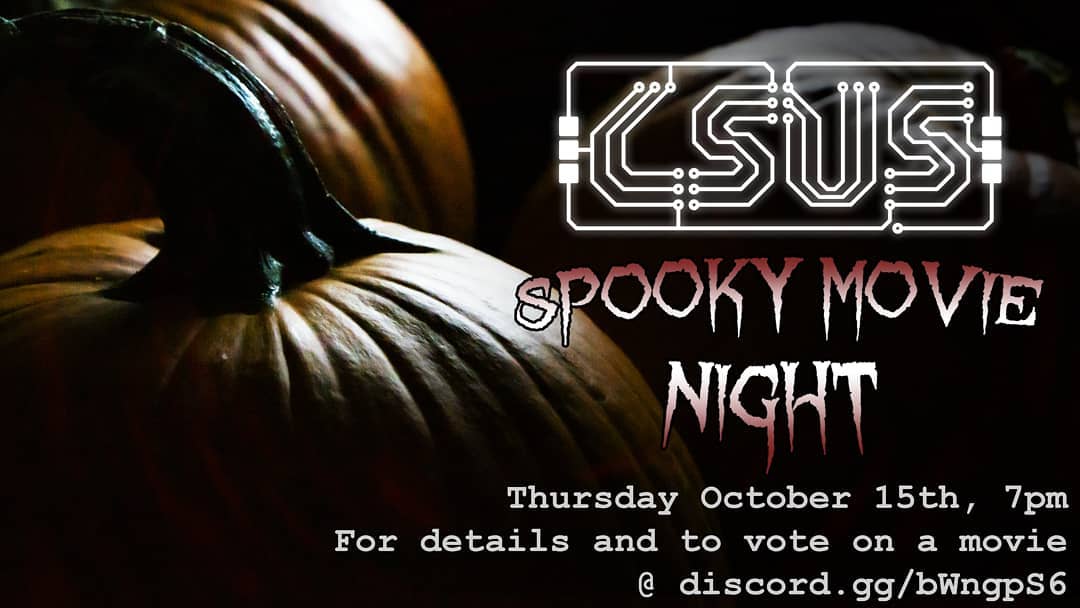 CSUS
SPOOKY MOVIE
NIGHT
Thursday October 15th, 7pm
For details and to vote on a movie
@ discord.gg/bWngpS6